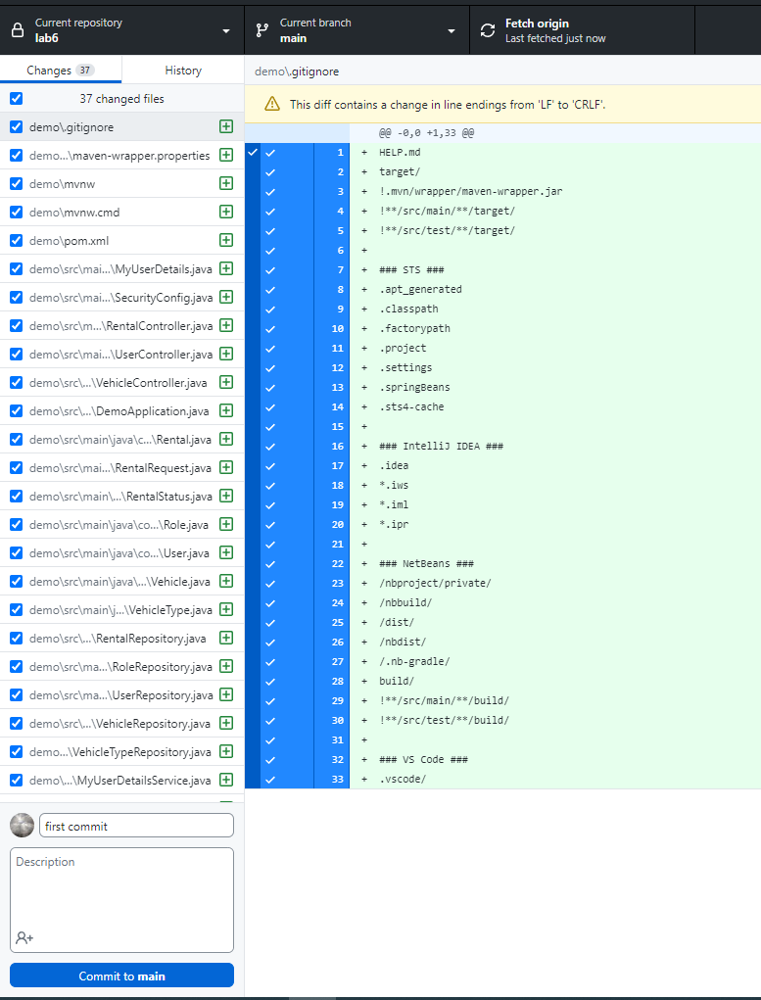 Current repository
lab6
Current branch
main
Fetch origin
Last fetched just now
Changes 37
History
37 changed files
demo\.gitignore
demo...\maven-wrapper.properties
demo\mvnw
demo\mvnw.cmd
demo\pom.xml
demo\src\mai...\MyUserDetails.java
demo\src\mai...\SecurityConfig.java
demo\src\m...\RentalController.java
demo\src\mai...\UserController.java
demo\src\...\VehicleController.java
demo\src\...\DemoApplication.java
demo\src\main\java\c...\Rental.java
demo\src\mai...\RentalRequest.java
demo\src\main\...\RentalStatus.java
demo\src\main\java\co...\Role.java
demo\src\main\java\co...\User.java
demo\src\main\java\...\Vehicle.java
demo\src\main\j...\VehicleType.java
demo\src\...\RentalRepository.java
demo\src\ma...\RoleRepository.java
demo\src\ma...\UserRepository.java
demo\src\...\VehicleRepository.java
demo...\VehicleTypeRepository.java
demo\...\MyUserDetailsService.java
first commit
Description
Commit to main
demo\.gitignore
This diff contains a change in line endings from 'LF' to 'CRLF'.
@@ -0,0 +1,33 @@
1 + HELP.md
2 + target/
3 + !.mvn/wrapper/maven-wrapper.jar
4 + !**/src/main/**/target/
5 + !**/src/test/**/target/
6 +
7 + ### STS ###
8 + .apt_generated
9 + .classpath
10 + .factorypath
11 + .project
12 + .settings
13 + .springBeans
14 + .sts4-cache
15 +
16 + ### IntelliJ IDEA ###
17 + .idea
18 + *.iws
19 + *.iml
20 + *.ipr
21 +
22 + ### NetBeans ###
23 + /nbproject/private/
24 + /nbbuild/
25 + /dist/
26 + /nbdist/
27 + /.nb-gradle/
28 + build/
29 + !**/src/main/**/build/
30 + !**/src/test/**/build/
31 +
32 + ### VS Code ###
33 + .vscode/